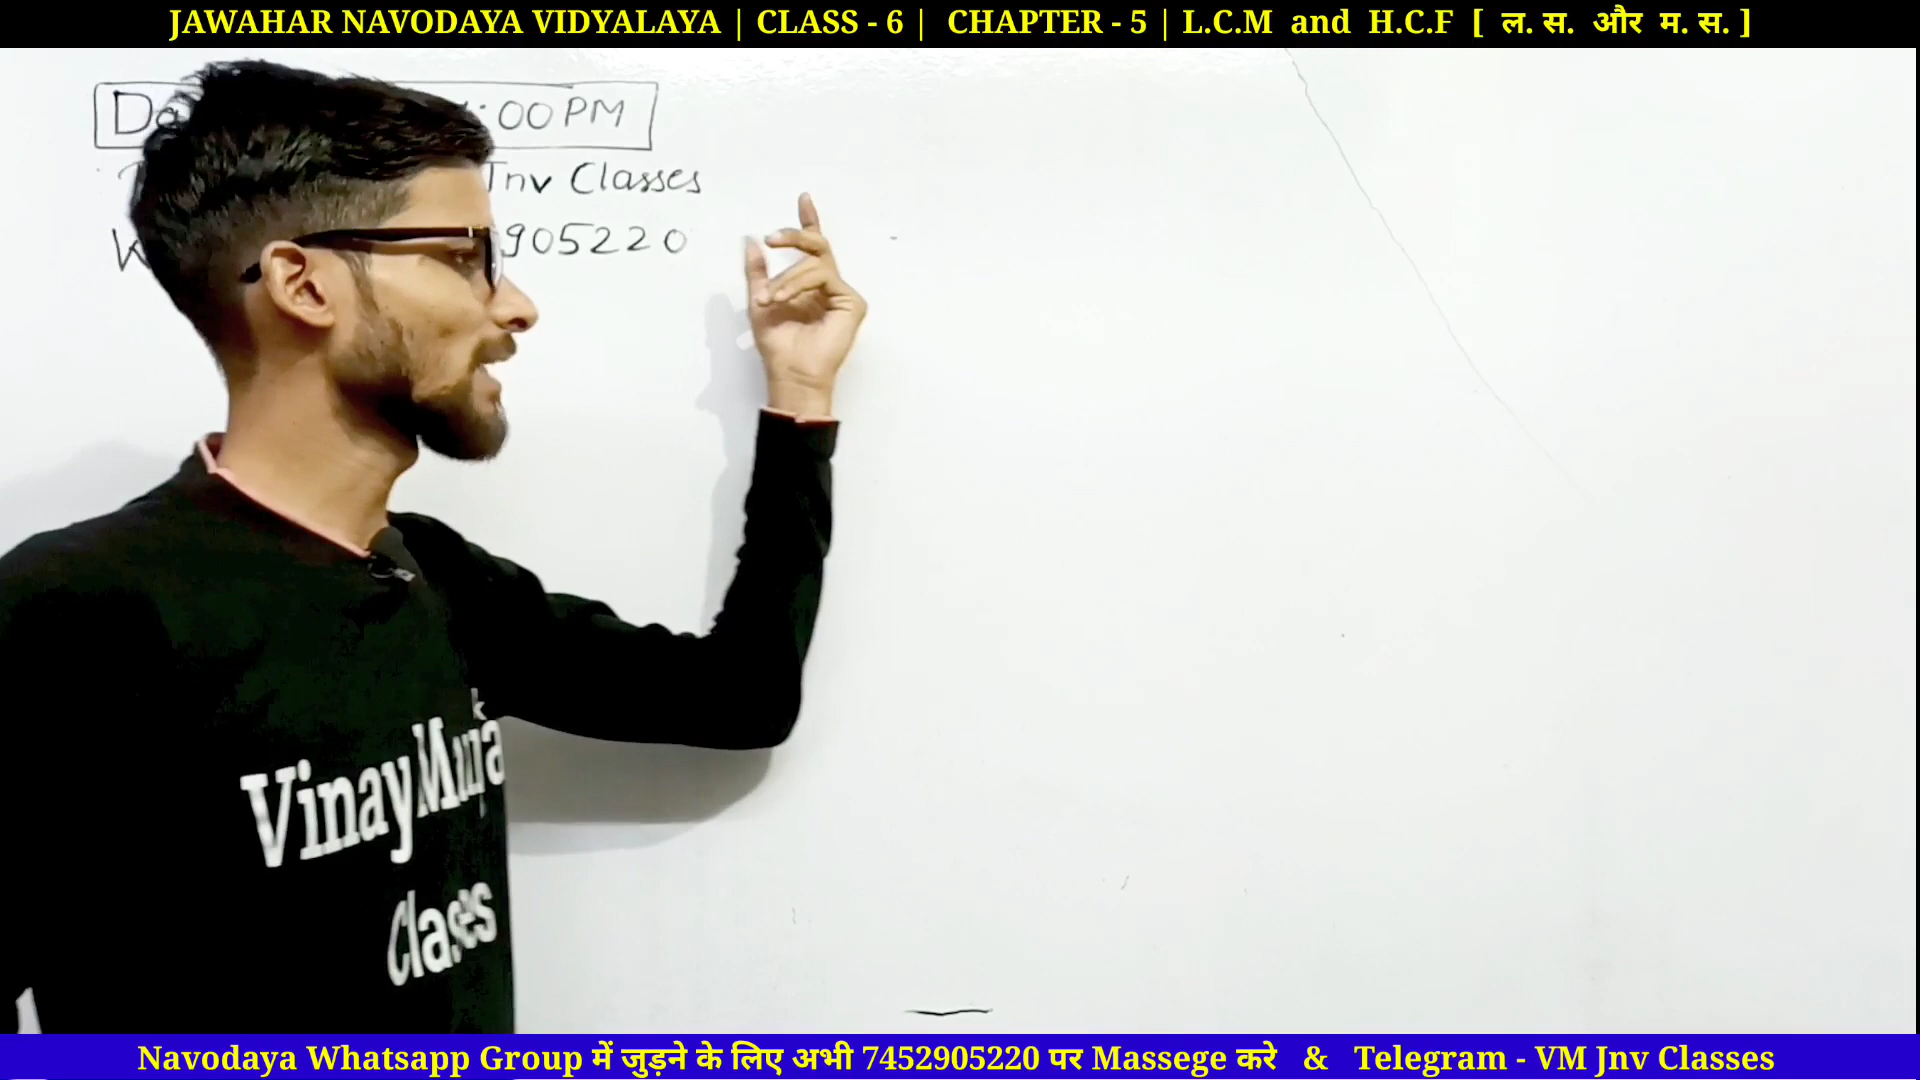 JAWAHAR NAVODAYA VIDYALAYA | CLASS - 6 | CHAPTER - 5 | L.C.M and H.C.F [ ल. स. और म. स. ]
00 PM
Jnv Classes
905220
Vinay
Classes
Navodaya Whatsapp Group में जुड़ने के लिए अभी 7452905220 पर Massege करे & Telegram - VM Jnv Classes